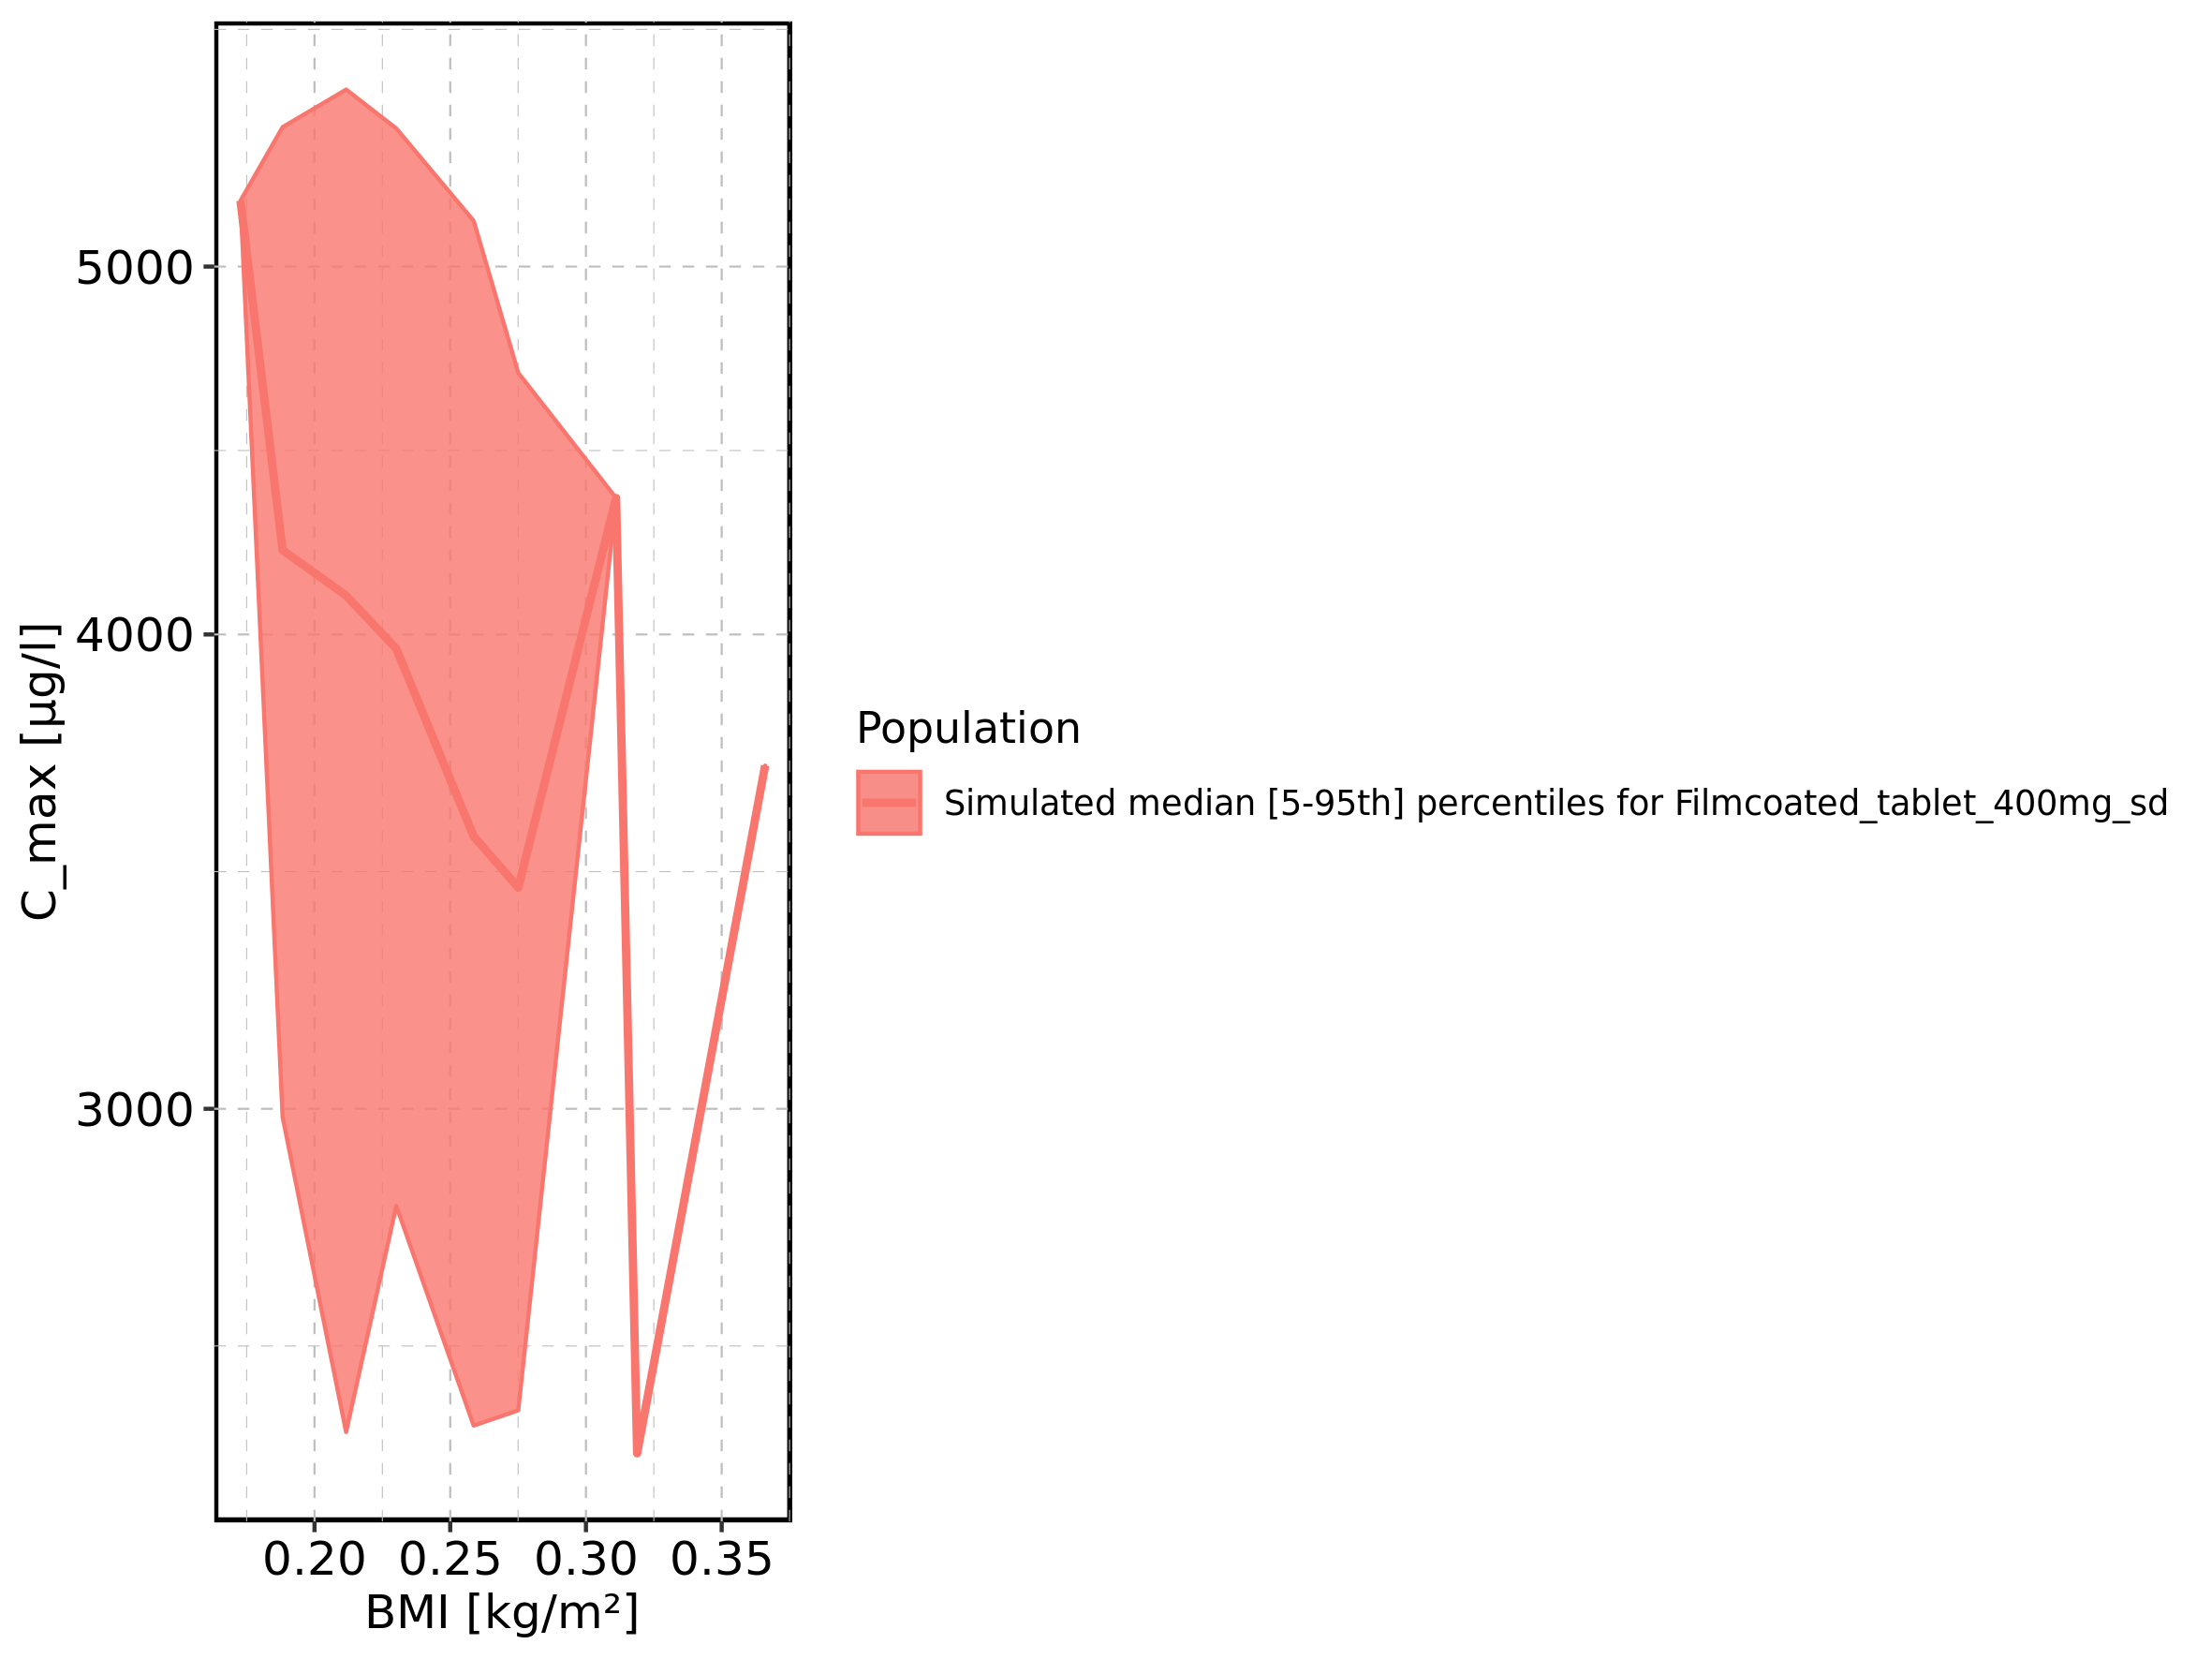 C_max [µg/l]
5000
4000
3000
0.20 0.25 0.30 0.35
BMI [kg/m²]
Population
Simulated median [5-95th] percentiles for Filmcoated_tablet_400mg_sd